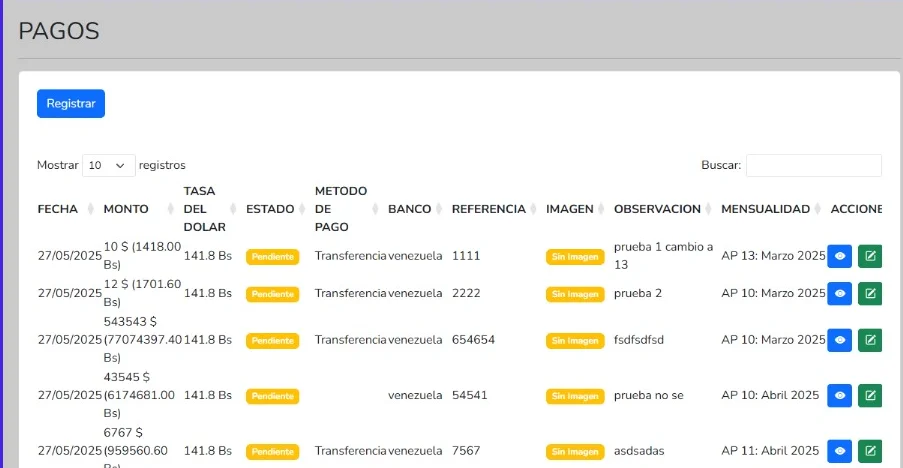 PAGOS
Registrar
Mostrar 10 registros
Buscar:
FECHA MONTO TASA DEL DOLAR ESTADO METODO DE PAGO BANCO REFERENCIA IMAGEN OBSERVACION MENSUALIDAD ACCIONE
27/05/2025 10 $ (1418.00 Bs) 141.8 Bs Pendiente Transferencia venezuela 1111 Sin Imagen prueba 1 cambio a 13 AP 13: Marzo 2025
27/05/2025 12 $ (1701.60 Bs) 141.8 Bs Pendiente Transferencia venezuela 2222 Sin Imagen prueba 2 AP 10: Marzo 2025
27/05/2025 543543 $ (77074397.40 Bs) 141.8 Bs Pendiente Transferencia venezuela 654654 Sin Imagen fsdfsdfsd AP 10: Marzo 2025
27/05/2025 43545 $ (6174681.00 Bs) 141.8 Bs Pendiente venezuela 54541 Sin Imagen prueba no se AP 10: Abril 2025
27/05/2025 6767 $ (959560.60 Bs) 141.8 Bs Pendiente Transferencia venezuela 7567 Sin Imagen asdsadas AP 11: Abril 2025